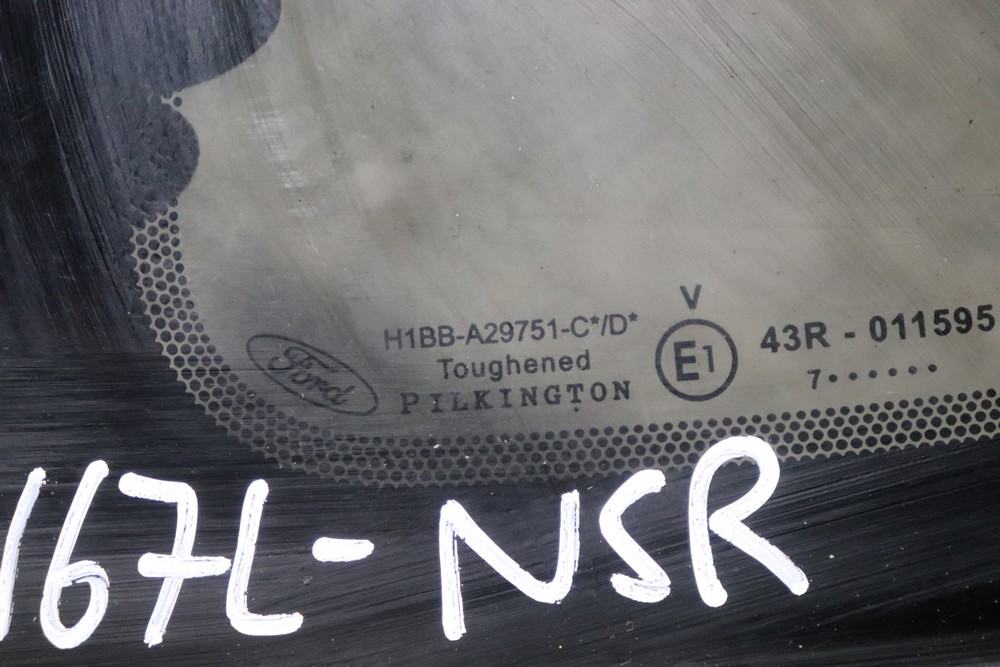 V
H1BB-A29751-C*/D*
Toughened
PILKINGTON
Ford
E1
43R - 011595
7••••••
167L-NSR